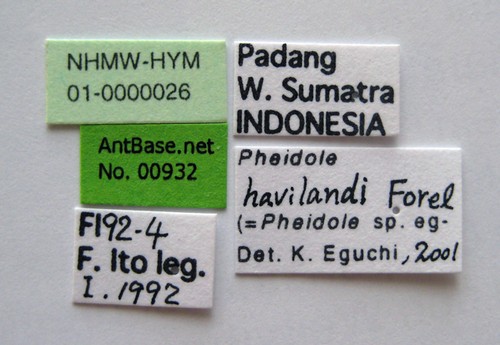 NHMW-HYM
01-0000026
AntBase.net
No. 00932
FI92-4
F. Ito leg.
I. 1992
Padang
W. Sumatra
INDONESIA
Pheidole
havilandi Forel
(=Pheidole sp. eg-
Det. K. Eguchi, 2001